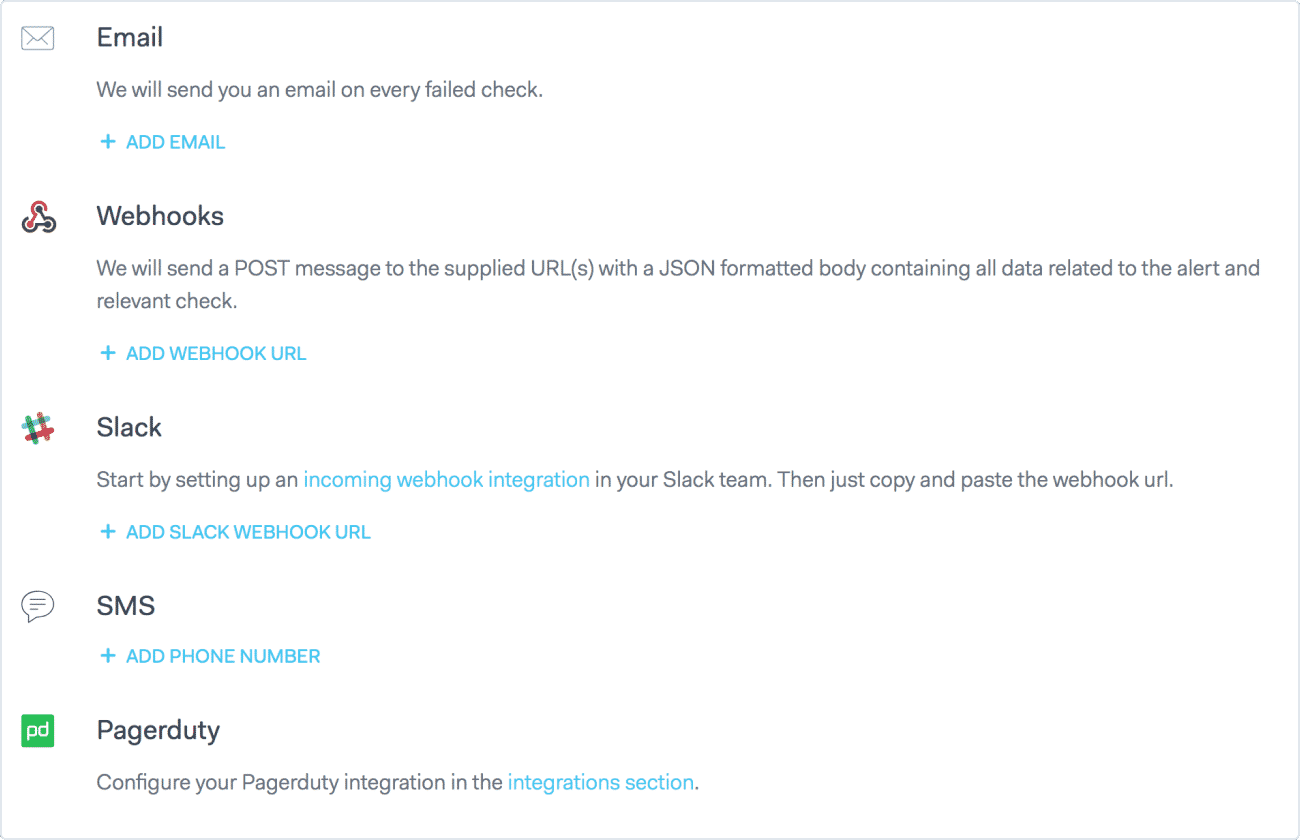 Email
We will send you an email on every failed check.
+ ADD EMAIL
Webhooks
We will send a POST message to the supplied URL(s) with a JSON formatted body containing all data related to the alert and
relevant check.
+ ADD WEBHOOK URL
Slack
Start by setting up an incoming webhook integration in your Slack team. Then just copy and paste the webhook url.
+ ADD SLACK WEBHOOK URL
SMS
+ ADD PHONE NUMBER
pd Pagerduty
Configure your Pagerduty integration in the integrations section.